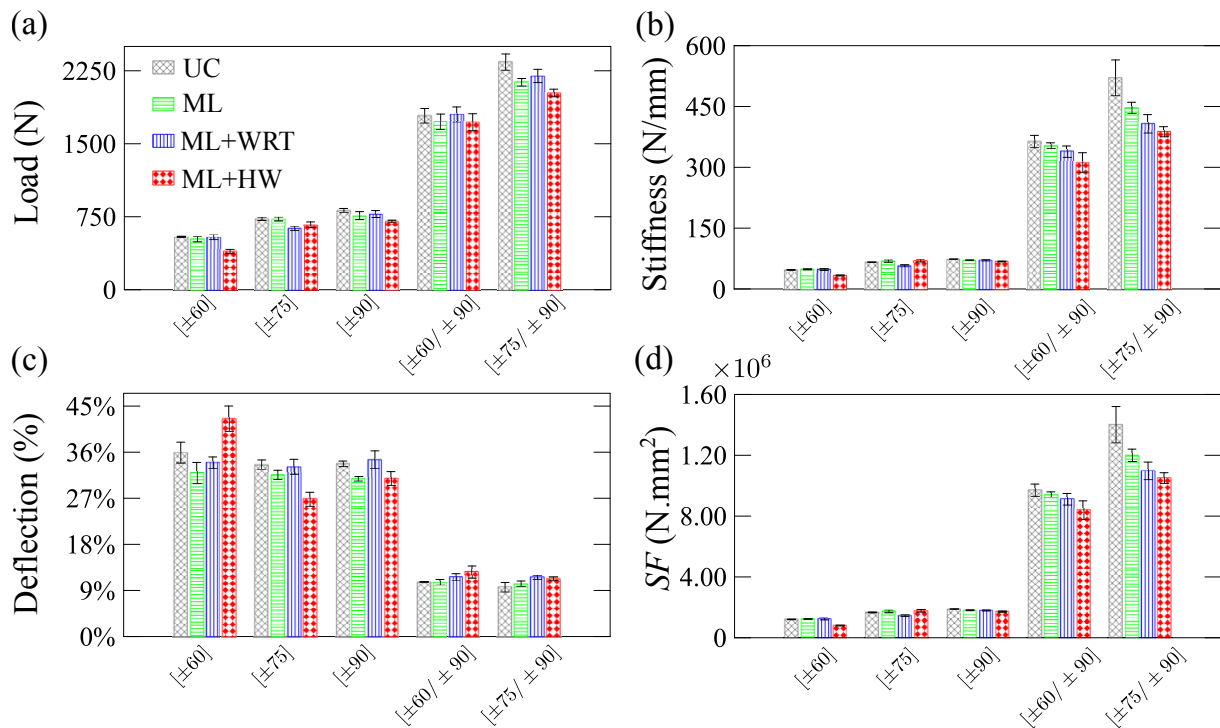 (a)
Load (N)
2250
1500
750
0
UC
ML
ML+WRT
ML+HW
[±60]
[±75]
[±90]
[±60/ ± 90]
[±75/ ± 90]
(b)
Stiffness (N/mm)
600
450
300
150
0
[±60]
[±75]
[±90]
[±60/ ± 90]
[±75/ ± 90]
(c)
Deflection (%)
45%
36%
27%
18%
9%
0%
[±60]
[±75]
[±90]
[±60/ ± 90]
[±75/ ± 90]
(d)
×10⁶
SF (N.mm²)
1.60
1.20
8.00
4.00
0
[±60]
[±75]
[±90]
[±60/ ± 90]
[±75/ ± 90]